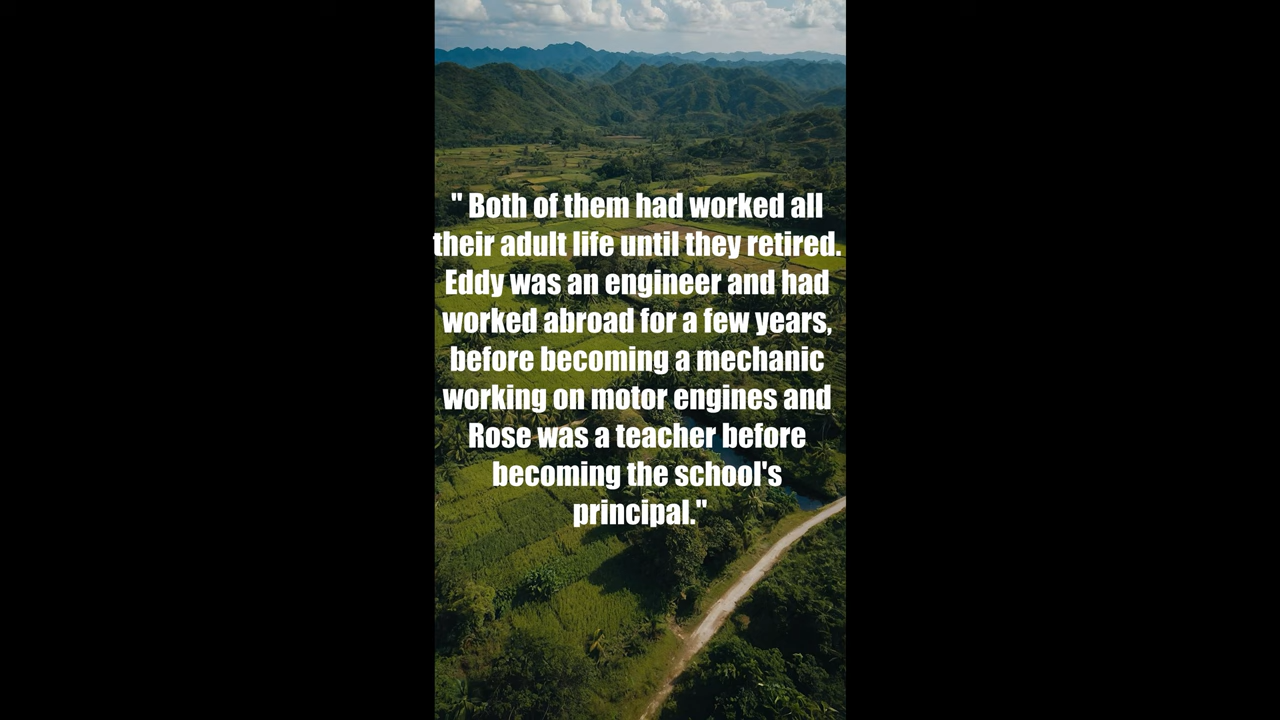 " Both of them had worked all
their adult life until they retired.
Eddy was an engineer and had
worked abroad for a few years,
before becoming a mechanic
working on motor engines and
Rose was a teacher before
becoming the school's
principal."